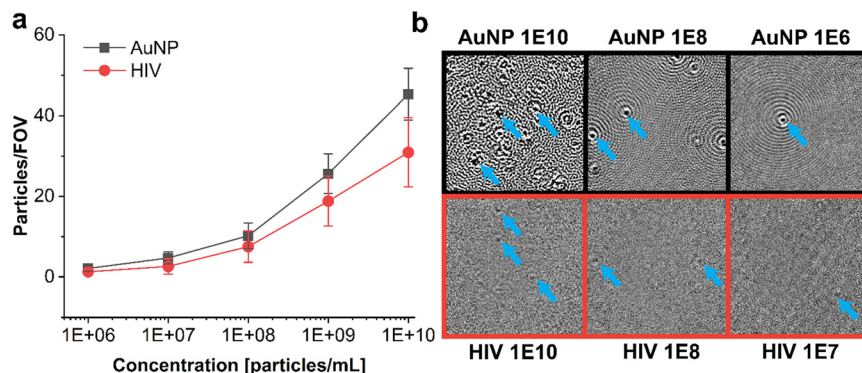 a
60
40
20
0
Particles/FOV
AuNP
HIV
1E+06 1E+07 1E+08 1E+09 1E+10
Concentration [particles/mL]
b
AuNP 1E10 AuNP 1E8 AuNP 1E6
HIV 1E10 HIV 1E8 HIV 1E7